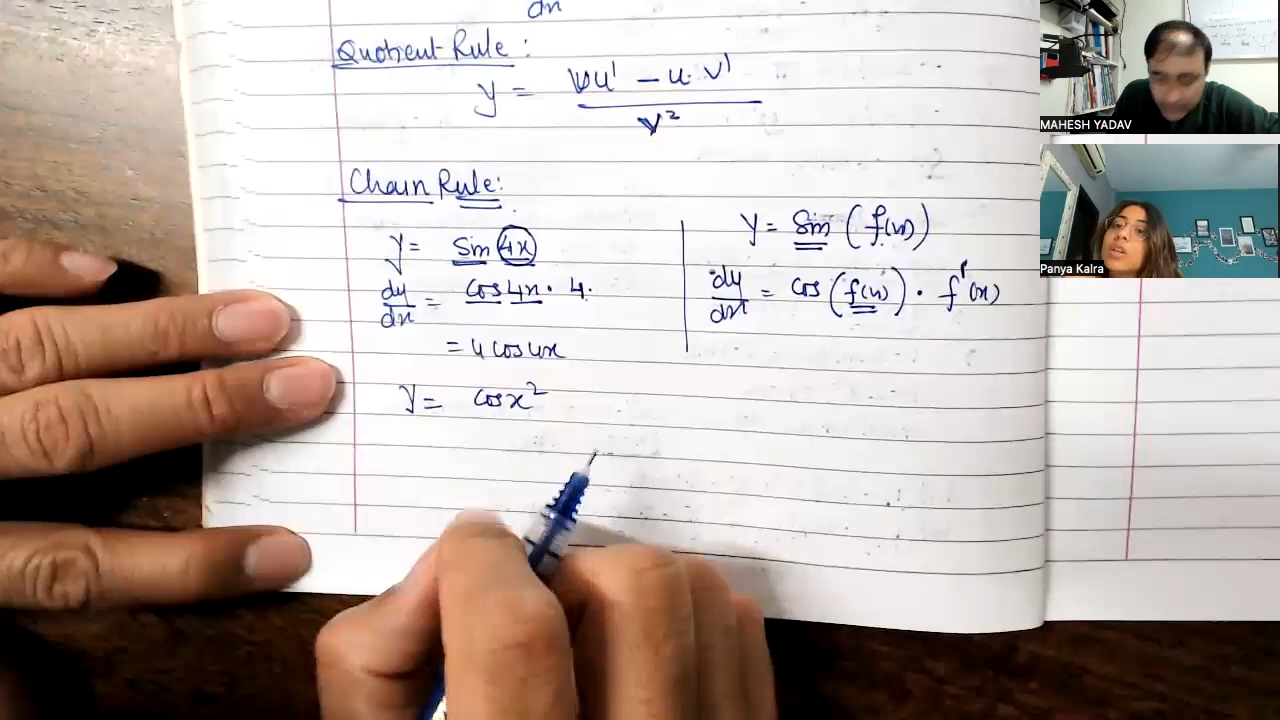 dx
Quotient Rule :
y = vu' - u v' / v²
Chain Rule:
y = Sin 4x
dy/dx = cos 4x · 4.
= 4 cos 4x
y = cos x²
y = Sin (f(x))
dy/dx = cos (f(x)) · f'(x)
MAHESH YADAV
Panya Kalra